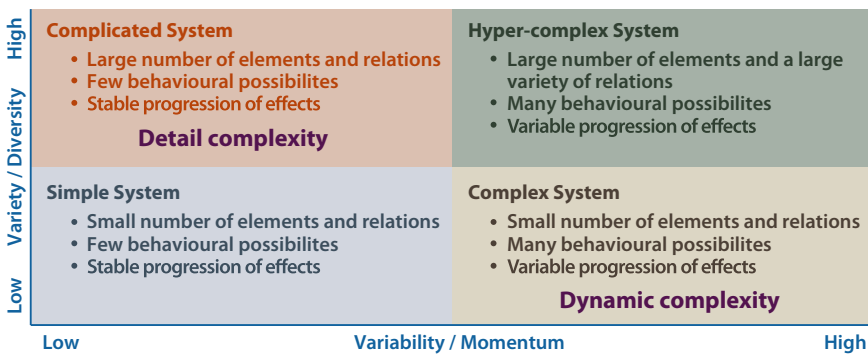 High
Variety / Diversity
Low
Complicated System
• Large number of elements and relations
• Few behavioural possibilites
• Stable progression of effects
Detail complexity
Hyper-complex System
• Large number of elements and a large
variety of relations
• Many behavioural possibilites
• Variable progression of effects
Simple System
• Small number of elements and relations
• Few behavioural possibilites
• Stable progression of effects
Complex System
• Small number of elements and relations
• Many behavioural possibilites
• Variable progression of effects
Dynamic complexity
Low
Variability / Momentum
High